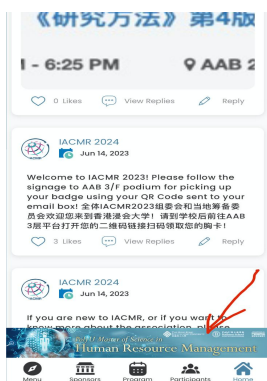 《研究方法》 第4版
1 - 6:25 PM AAB 2
0 Likes View Replies Reply
IACMR 2024
Jun 14, 2023
Welcome to IACMR 2023! Please follow the
signage to AAB 3/F podium for picking up
your badge using your QR Code sent to your
email box! 全体IACMR2023组委会和当地筹备委
员会欢迎您来到香港浸会大学！请到学校后前往AAB
3层平台打开您的二维码链接扫码领取您的胸卡！
3 Likes View Replies Reply
IACMR 2024
Jun 14, 2023
If you are new to IACMR, or if you want to
know more about the association, please
Master of Science in
Human Resource Management
Menu Sponsors Program Participants Home